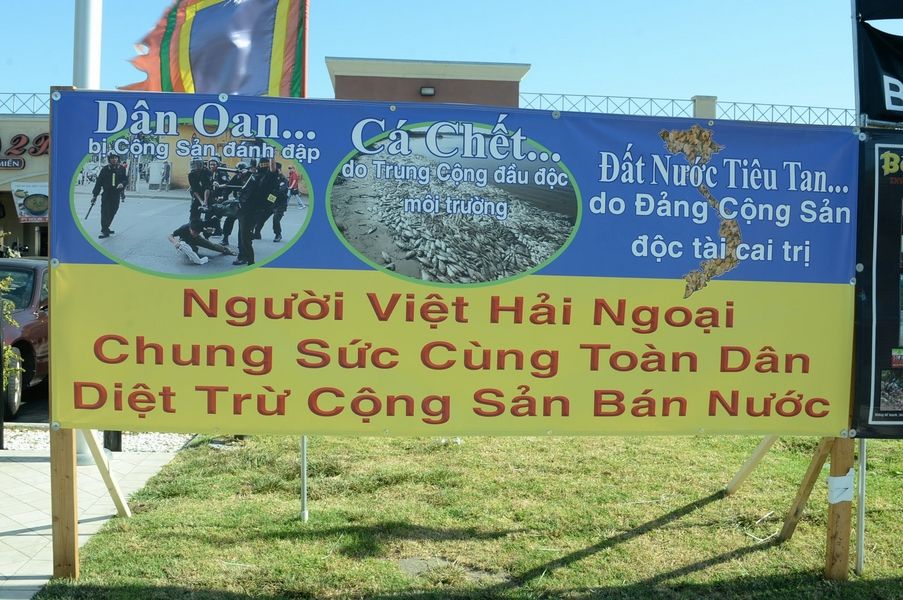 Dân Oan...
bị Cộng Sản đánh đập
Cá Chết...
do Trung Cộng đầu độc
môi trường
Đất Nước Tiêu Tan...
do Đảng Cộng Sản
độc tài cai trị
Người Việt Hải Ngoại
Chung Sức Cùng Toàn Dân
Diệt Trừ Cộng Sản Bán Nước